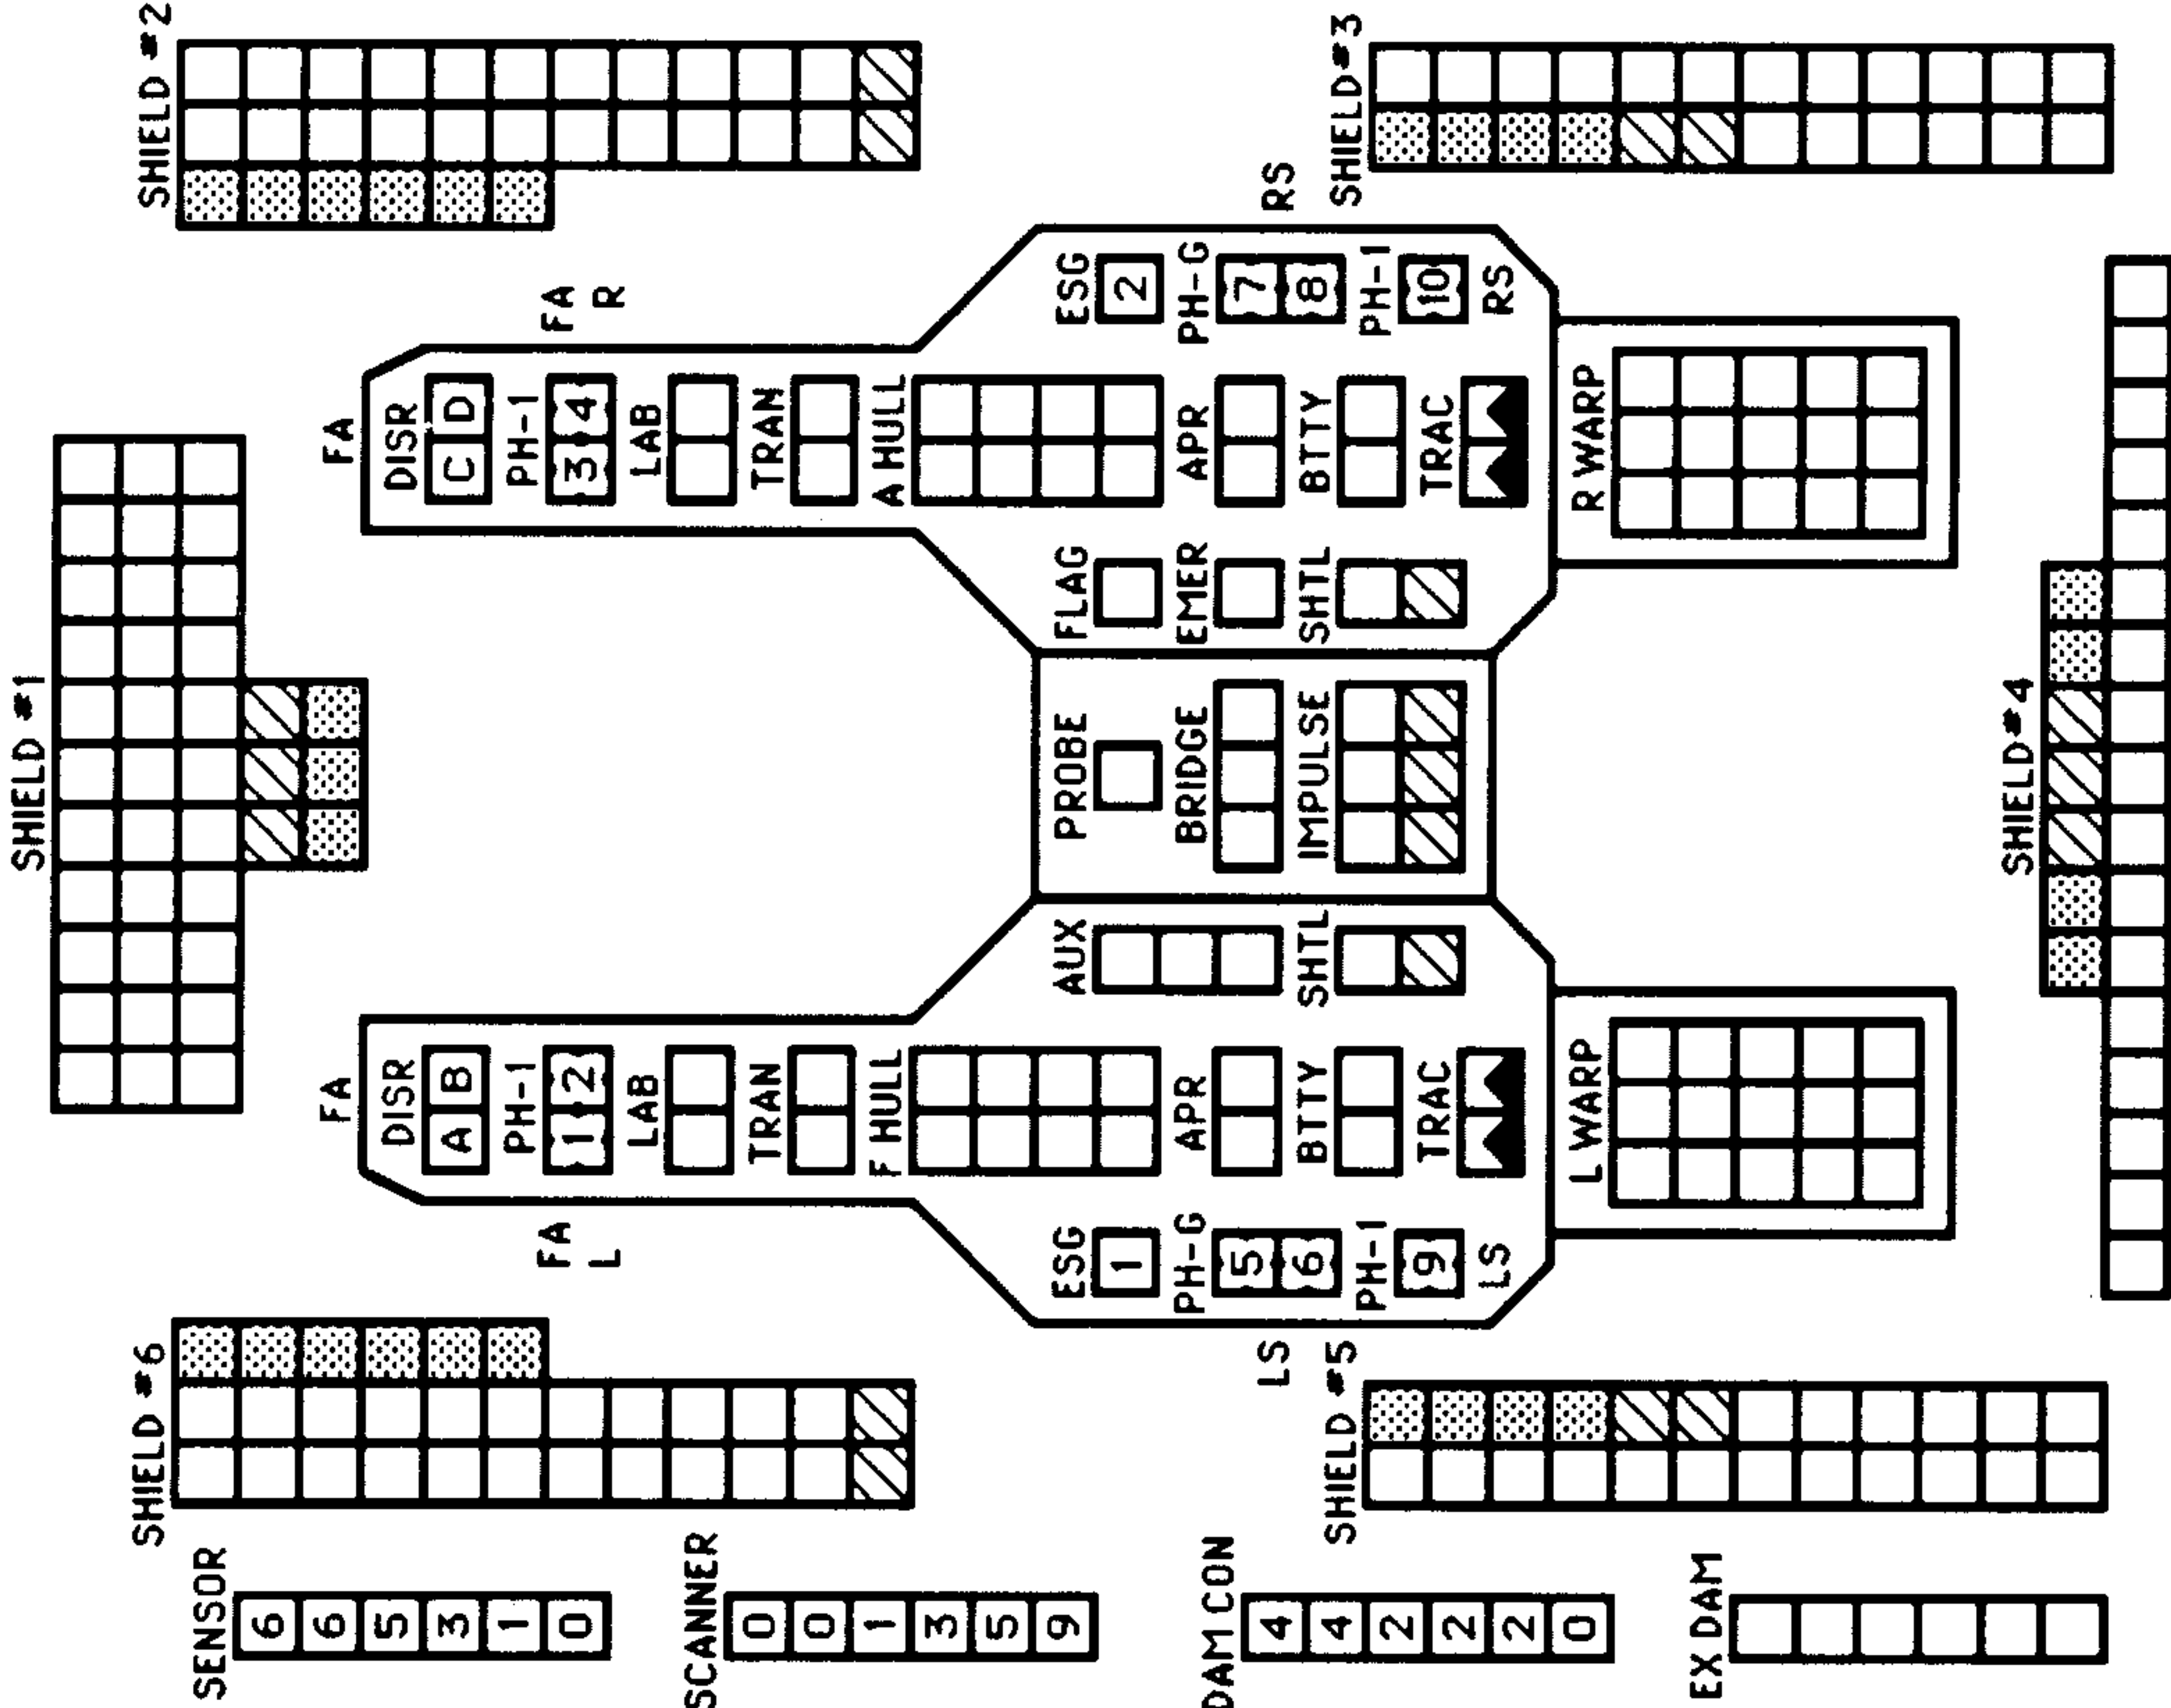 SHIELD #1
SHIELD #2
SHIELD #3
SHIELD #4
SHIELD #5
SHIELD #6
SENSOR
6 6 5 3 1 0
SCANNER
0 0 1 3 5 9
DAM CON
4 4 2 2 2 0
EX DAM
FA
FA
L
DISR
A B
PH-1
1 2
LAB
TRAN
F HULL
APR
BTTY
TRAC
ESG
1
PH-G
5
6
PH-1
9
LS
LS
AUX
SHTL
L WARP
PROBE
BRIDGE
IMPULSE
FLAG
EMER
SHTL
FA
FA
R
DISR
C D
PH-1
3 4
LAB
TRAN
A HULL
APR
BTTY
TRAC
ESG
2
PH-G
7
8
PH-1
10
RS
RS
R WARP